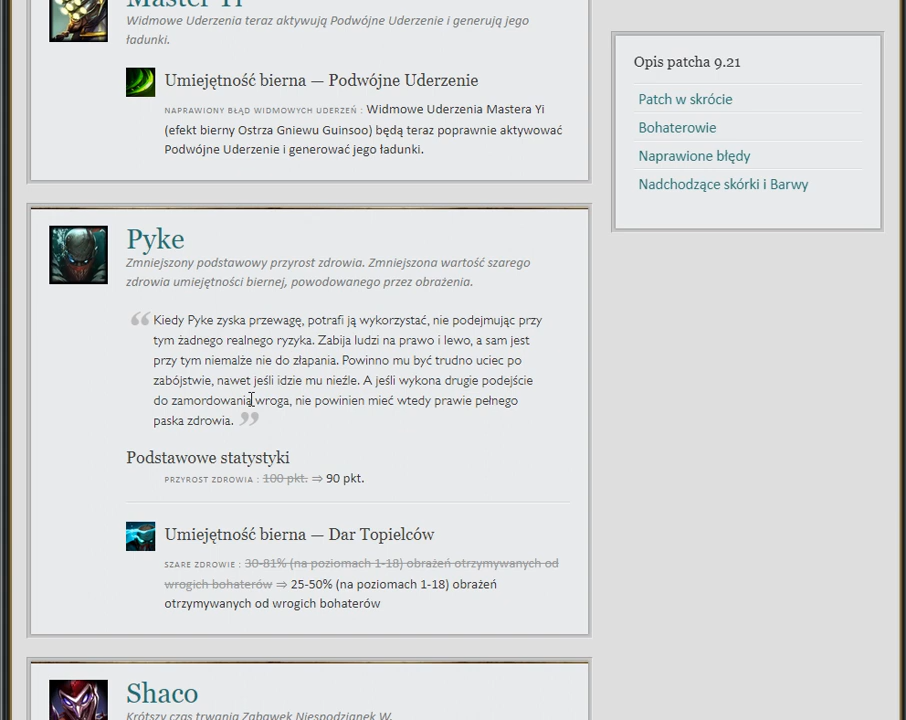 Master Yi
Widmowe Uderzenia teraz aktywują Podwójne Uderzenie i generują jego
ładunki.
Umiejętność bierna — Podwójne Uderzenie
NAPRAWIONY BŁĄD WIDMOWYCH UDERZEŃ : Widmowe Uderzenia Mastera Yi
(efekt bierny Ostrza Gniewu Guinsoo) będą teraz poprawnie aktywować
Podwójne Uderzenie i generować jego ładunki.
Pyke
Zmniejszony podstawowy przyrost zdrowia. Zmniejszona wartość szarego
zdrowia umiejętności biernej, powodowanego przez obrażenia.
“ Kiedy Pyke zyska przewagę, potrafi ją wykorzystać, nie podejmując przy
tym żadnego realnego ryzyka. Zabija ludzi na prawo i lewo, a sam jest
przy tym niemalże nie do złapania. Powinno mu być trudno uciec po
zabójstwie, nawet jeśli idzie mu nieźle. A jeśli wykona drugie podejście
do zamordowania wroga, nie powinien mieć wtedy prawie pełnego
paska zdrowia. ”
Podstawowe statystyki
PRZYROST ZDROWIA : 100 pkt. ⇒ 90 pkt.
Umiejętność bierna — Dar Topielców
SZARE ZDROWIE : 30-81% (na poziomach 1-18) obrażeń otrzymywanych od
wrogich bohaterów ⇒ 25-50% (na poziomach 1-18) obrażeń
otrzymywanych od wrogich bohaterów
Shaco
Krótszy czas trwania Zabawek Niespodzianek W.
Opis patcha 9.21
Patch w skrócie
Bohaterowie
Naprawione błędy
Nadchodzące skórki i Barwy